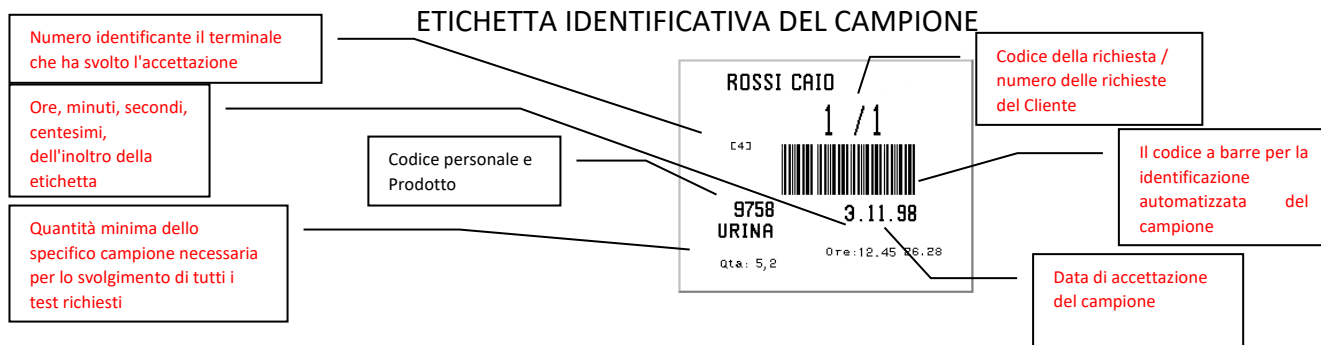 ETICHETTA IDENTIFICATIVA DEL CAMPIONE
Numero identificante il terminale
che ha svolto l'accettazione
Ore, minuti, secondi,
centesimi,
dell'inoltro della
etichetta
Quantità minima dello
specifico campione necessaria
per lo svolgimento di tutti i
test richiesti
Codice personale e
Prodotto
ROSSI CAIO
1 / 1
[4]
9758
3.11.98
URINA
Ore:12.45 26.28
Qta: 5,2
Codice della richiesta /
numero delle richieste
del Cliente
Il codice a barre per la
identificazione
automatizzata del
campione
Data di accettazione
del campione